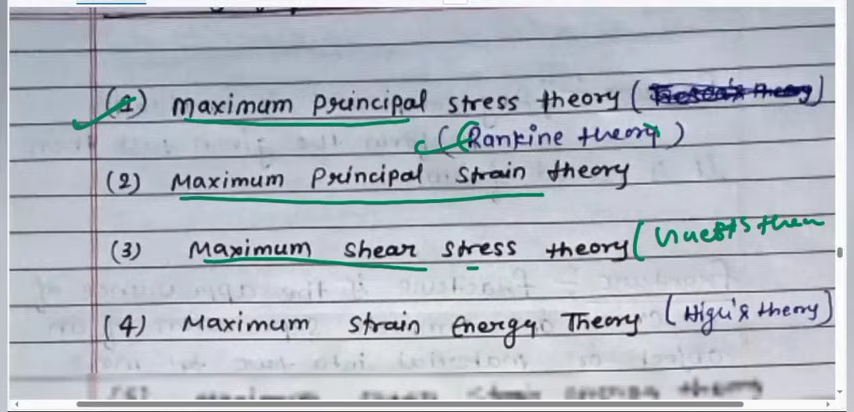 (1) Maximum principal stress theory (
(Rankine theory)
(2) Maximum Principal Strain theory
(3) Maximum shear stress theory (
(4) Maximum strain Energy Theory (Higu's theory)